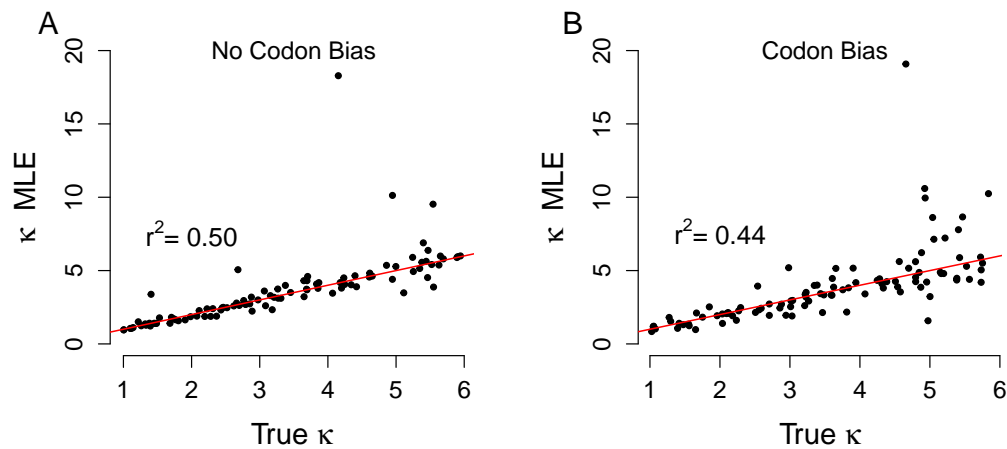 A
No Codon Bias
κ MLE
20
15
10
5
0
r²= 0.50
1 2 3 4 5 6
True κ
B
Codon Bias
κ MLE
20
15
10
5
0
r²= 0.44
1 2 3 4 5 6
True κ